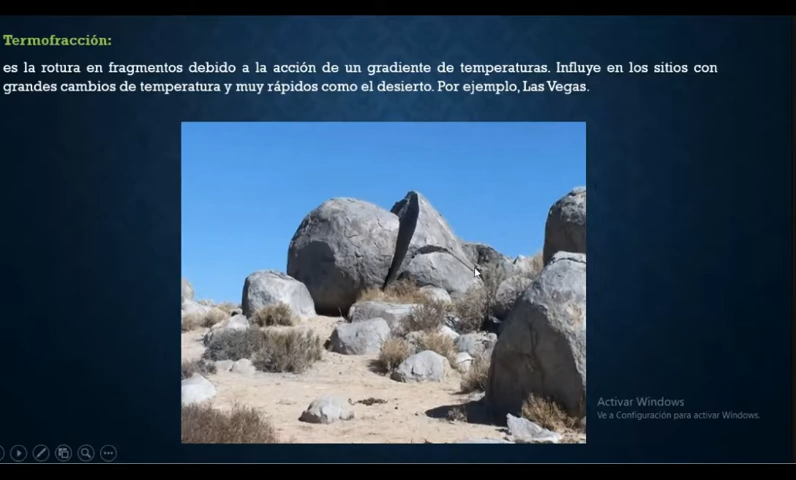 Termofracción:
es la rotura en fragmentos debido a la acción de un gradiente de temperaturas. Influye en los sitios con
grandes cambios de temperatura y muy rápidos como el desierto. Por ejemplo, Las Vegas.
Activar Windows
Ve a Configuración para activar Windows.